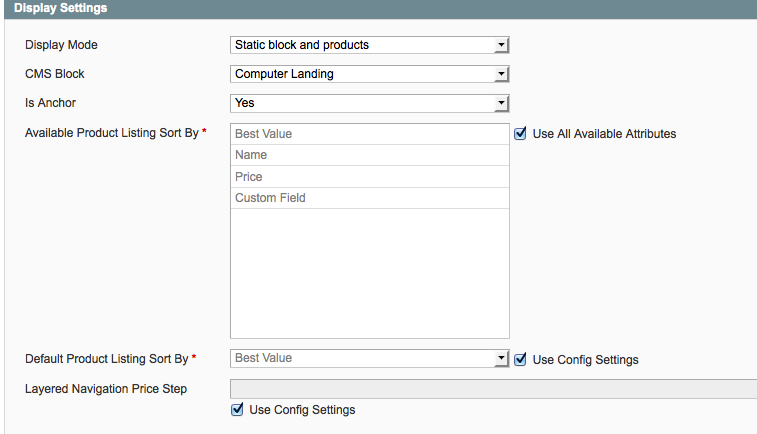 Display Settings
Display Mode Static block and products
CMS Block Computer Landing
Is Anchor Yes
Available Product Listing Sort By * Best Value Use All Available Attributes
Name
Price
Custom Field
Default Product Listing Sort By * Best Value Use Config Settings
Layered Navigation Price Step
Use Config Settings